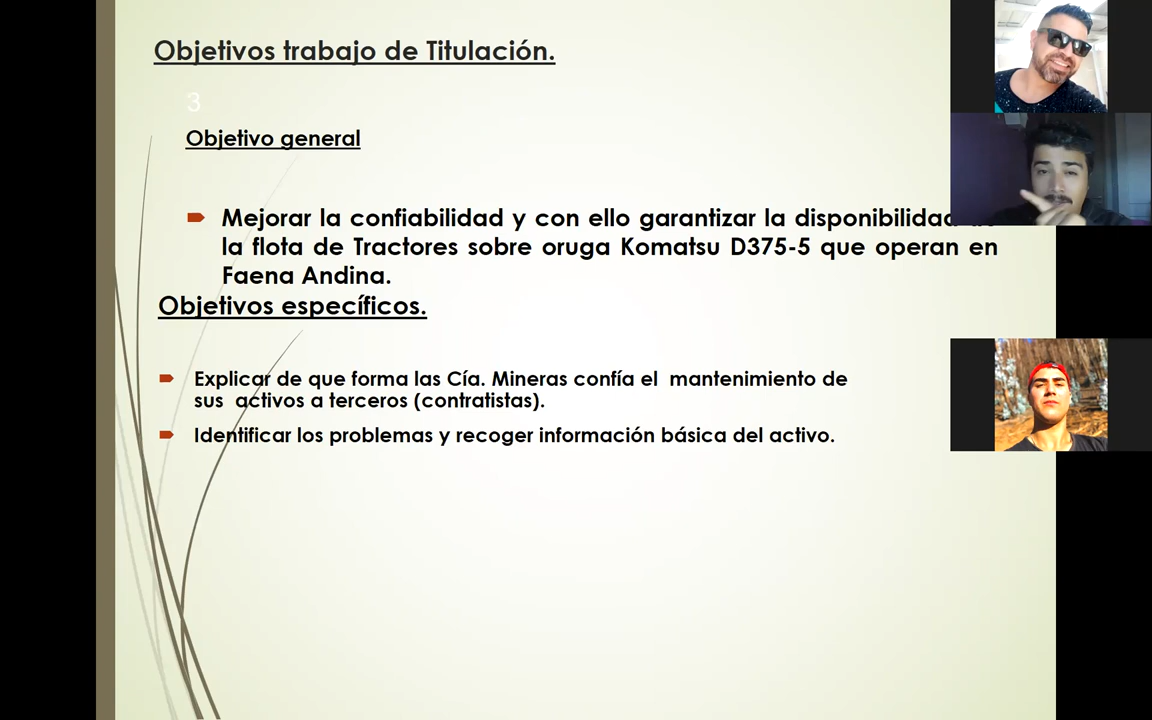 Objetivos trabajo de Titulación.
3
Objetivo general
Mejorar la confiabilidad y con ello garantizar la
la flota de Tractores sobre oruga Komatsu D375-5 que operan en
Faena Andina.
Objetivos específicos.
Explicar de que forma las Cía. Mineras confía el mantenimiento de
sus activos a terceros (contratistas).
Identificar los problemas y recoger información básica del activo.